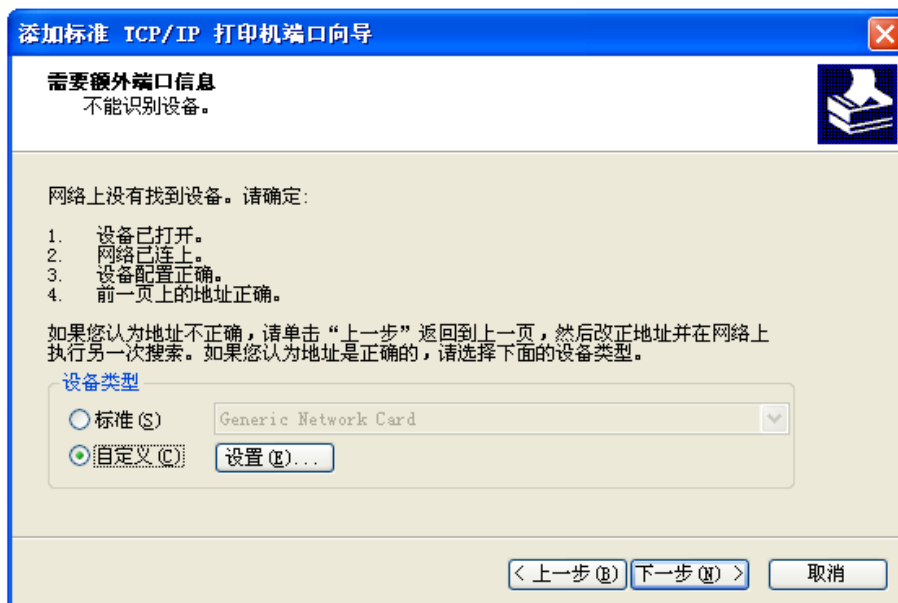 添加标准 TCP/IP 打印机端口向导
需要额外端口信息
不能识别设备。
网络上没有找到设备。请确定:
1. 设备已打开。
2. 网络已连上。
3. 设备配置正确。
4. 前一页上的地址正确。
如果您认为地址不正确，请单击“上一步”返回到上一页，然后改正地址并在网络上
执行另一次搜索。如果您认为地址是正确的，请选择下面的设备类型。
设备类型
标准(S) Generic Network Card
自定义(C) 设置(E)...
< 上一步(B) 下一步(N) > 取消